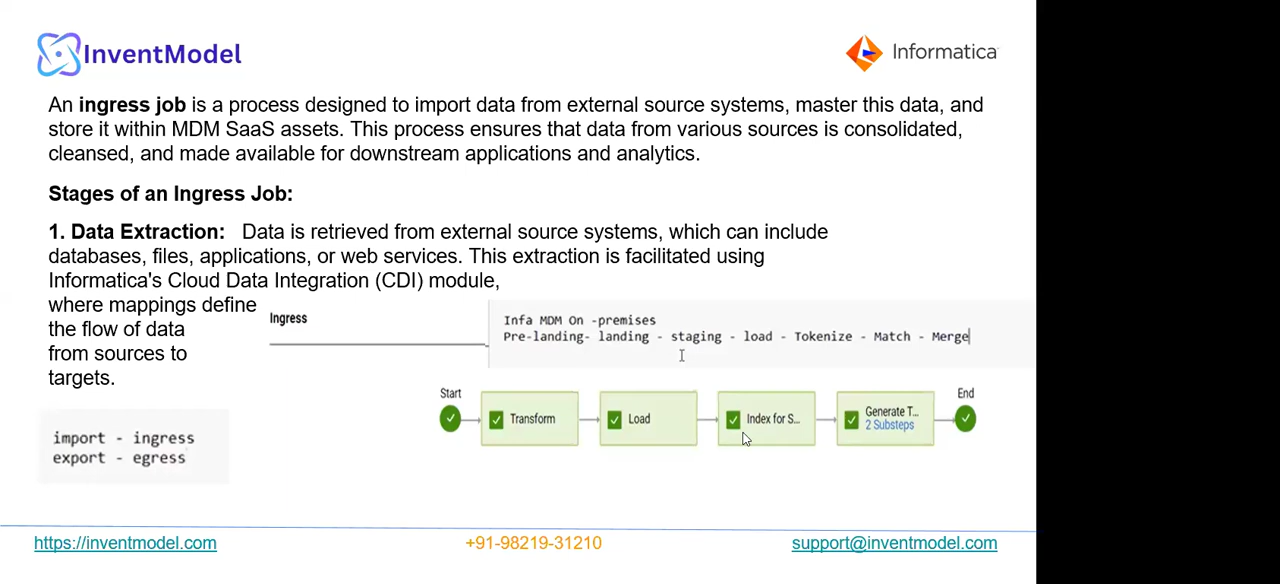 InventModel
Informatica
An ingress job is a process designed to import data from external source systems, master this data, and
store it within MDM SaaS assets. This process ensures that data from various sources is consolidated,
cleansed, and made available for downstream applications and analytics.
Stages of an Ingress Job:
1. Data Extraction: Data is retrieved from external source systems, which can include
databases, files, applications, or web services. This extraction is facilitated using
Informatica's Cloud Data Integration (CDI) module,
where mappings define
the flow of data
from sources to
targets.
Ingress
Infa MDM On -premises
Pre-landing- landing - staging - load - Tokenize - Match - Merge
Start
Transform
Load
Index for S...
Generate T...
2 Substeps
End
import - ingress
export - egress
https://inventmodel.com
+91-98219-31210
support@inventmodel.com